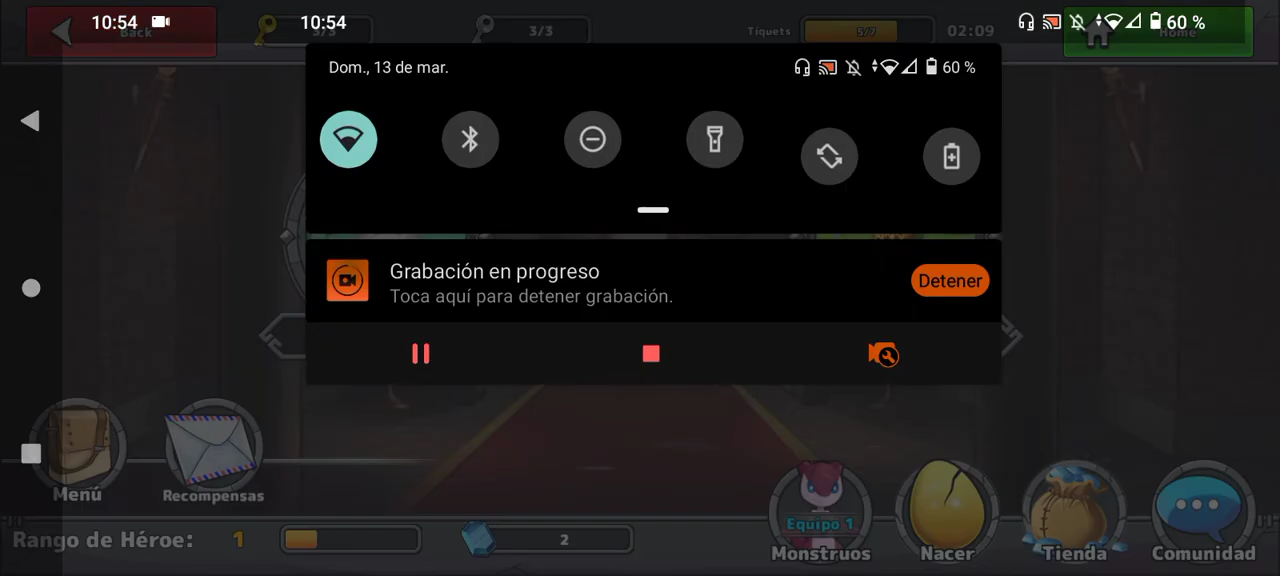 10:54
10:54
60 %
Back
3/3
3/3
Tiquets
5/7
02:09
Home
Dom., 13 de mar.
60 %
Grabación en progreso
Toca aquí para detener grabación.
Detener
Menú
Recompensas
Equipo 1
Monstruos
Nacer
Tienda
Comunidad
Rango de Héroe: 1
2